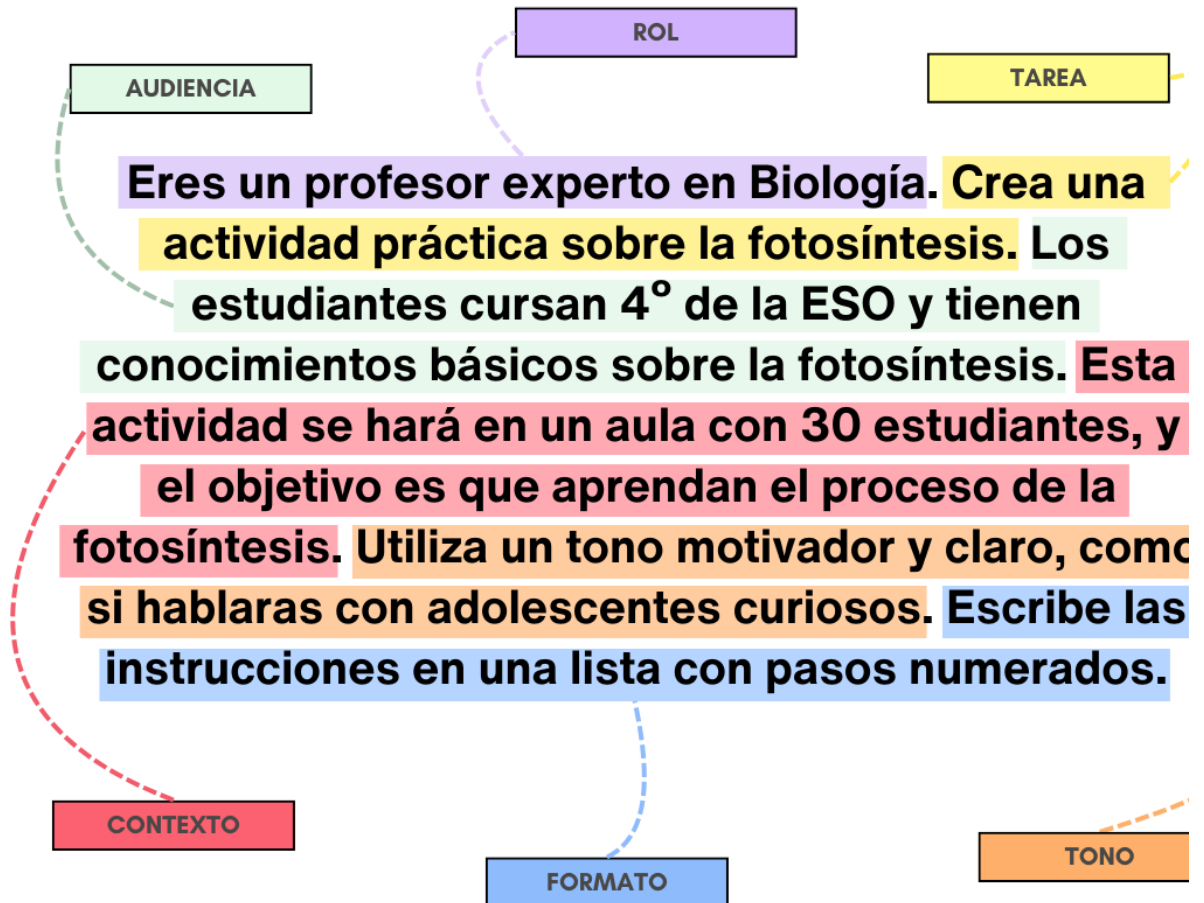 ROL
AUDIENCIA
TAREA
Eres un profesor experto en Biología. Crea una
actividad práctica sobre la fotosíntesis. Los
estudiantes cursan 4º de la ESO y tienen
conocimientos básicos sobre la fotosíntesis. Esta
actividad se hará en un aula con 30 estudiantes, y
el objetivo es que aprendan el proceso de la
fotosíntesis. Utiliza un tono motivador y claro, como
si hablaras con adolescentes curiosos. Escribe las
instrucciones en una lista con pasos numerados.
CONTEXTO
TONO
FORMATO